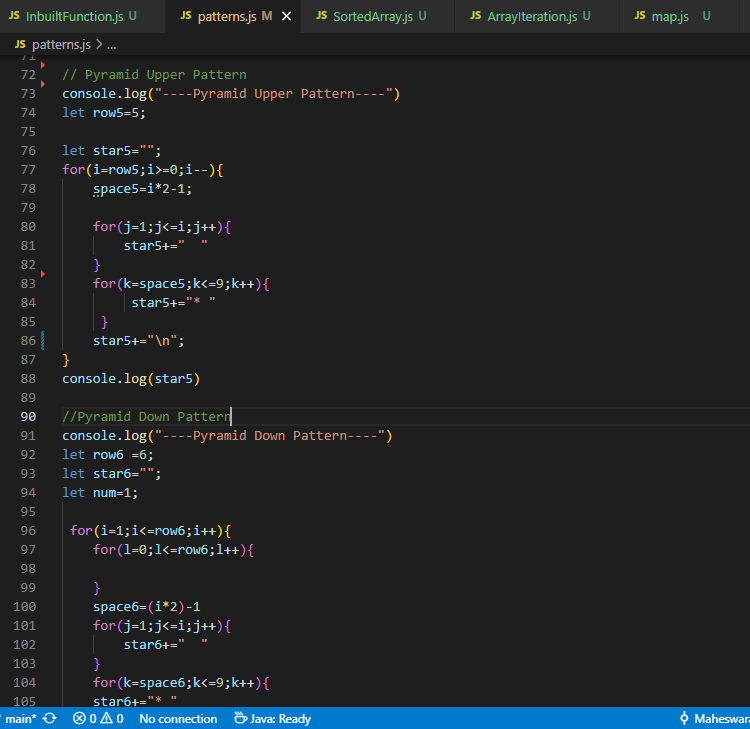 JS InbuiltFunction.js U JS patterns.js M × JS SortedArray.js U JS ArrayIteration.js U JS map.js U
JS patterns.js > ...
71
72 // Pyramid Upper Pattern
73 console.log("----Pyramid Upper Pattern----")
74 let row5=5;
75
76 let star5="";
77 for(i=row5;i>=0;i--){
78     space5=i*2-1;
79
80     for(j=1;j<=i;j++){
81         star5+="  "
82     }
83     for(k=space5;k<=9;k++){
84          star5+="* "
85      }
86     star5+="\n";
87 }
88 console.log(star5)
89
90 //Pyramid Down Pattern
91 console.log("----Pyramid Down Pattern----")
92 let row6 =6;
93 let star6="";
94 let num=1;
95
96  for(i=1;i<=row6;i++){
97     for(l=0;l<=row6;l++){
98
99     }
100     space6=(i*2)-1
101     for(j=1;j<=i;j++){
102         star6+="  "
103     }
104     for(k=space6;k<=9;k++){
105     star6+="* "
main* 0 0 No connection Java: Ready Maheswara